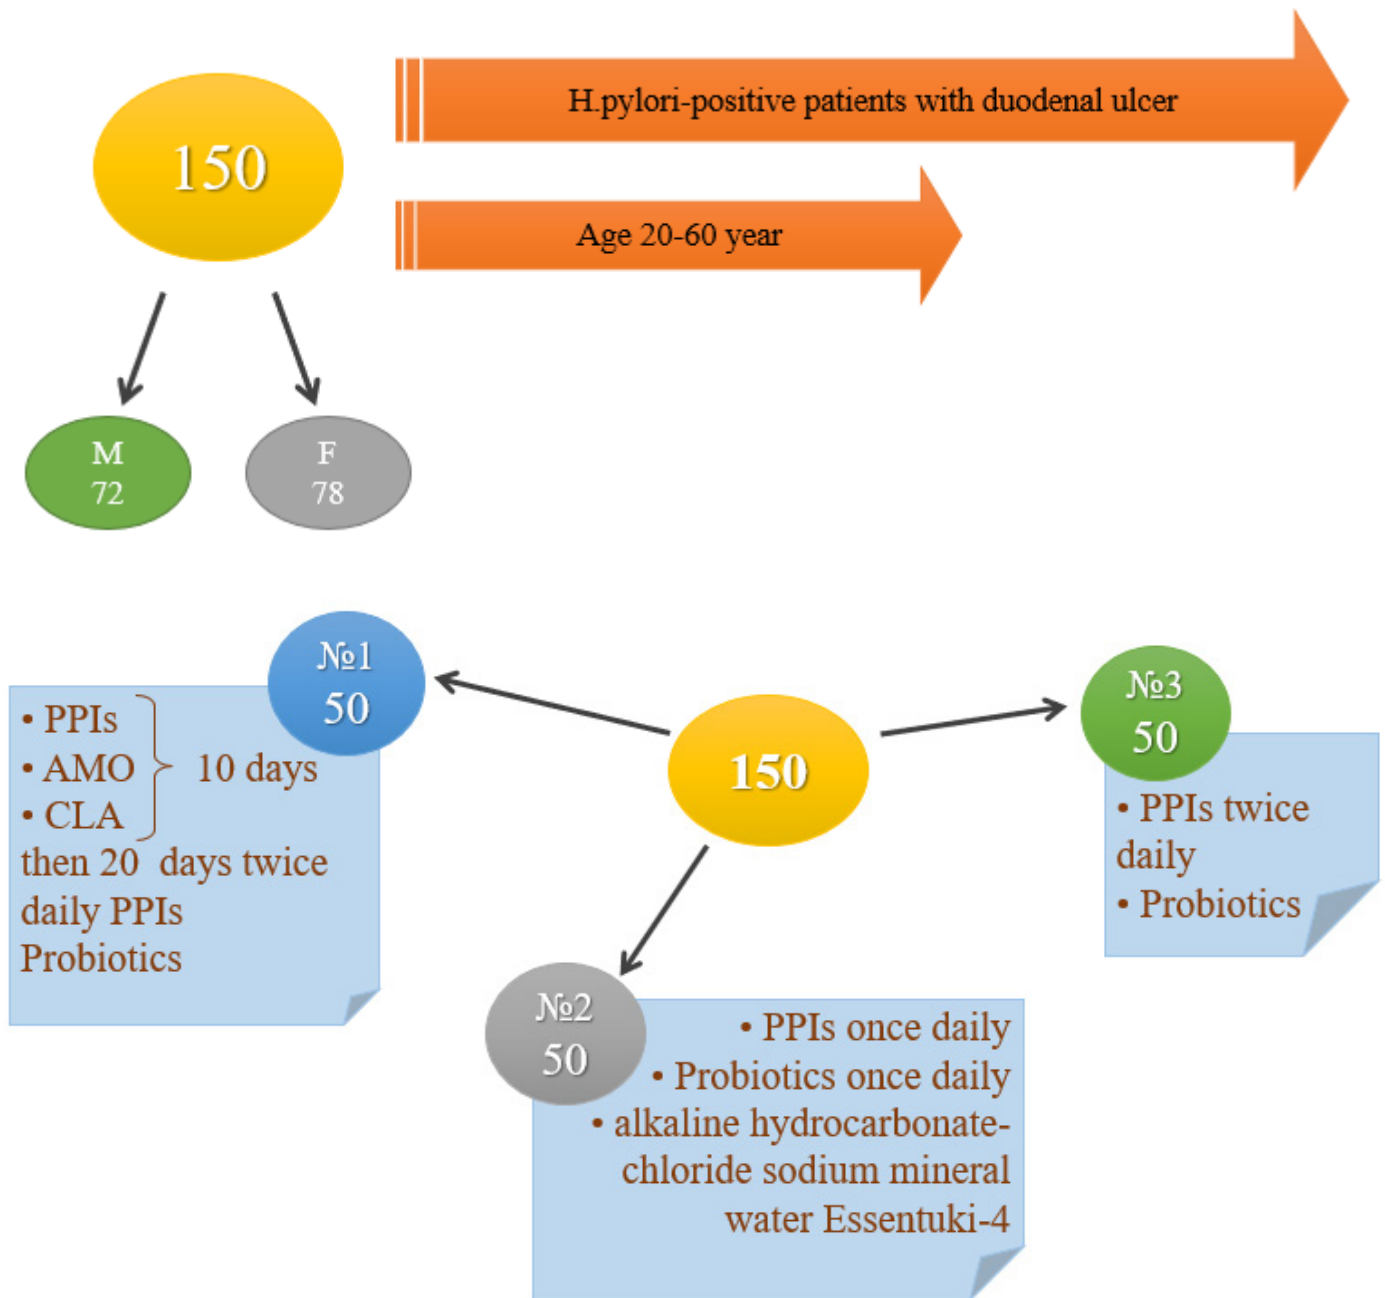 150
H.pylori-positive patients with duodenal ulcer
Age 20-60 year
M
72
F
78
№1
50
• PPIs
• AMO
• CLA
10 days
then 20 days twice
daily PPIs
Probiotics
150
№3
50
• PPIs twice
daily
• Probiotics
№2
50
• PPIs once daily
• Probiotics once daily
• alkaline hydrocarbonate-
chloride sodium mineral
water Essentuki-4